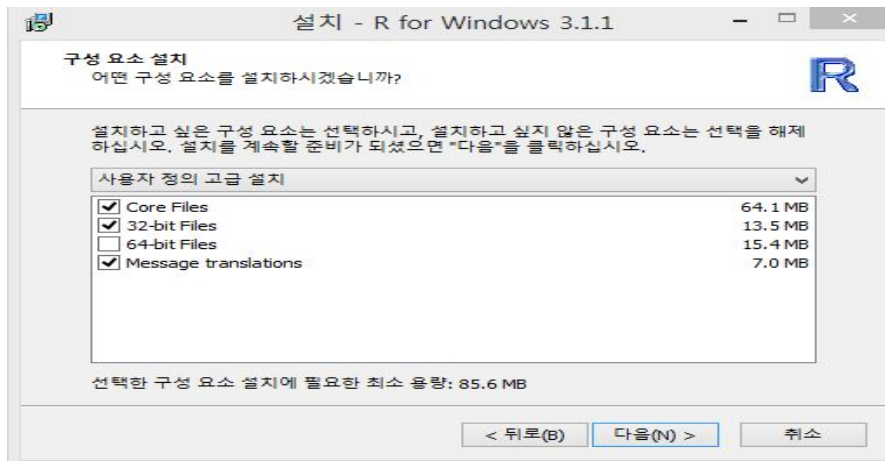 설치 - R for Windows 3.1.1
구성 요소 설치
어떤 구성 요소를 설치하시겠습니까?
R
설치하고 싶은 구성 요소는 선택하시고, 설치하고 싶지 않은 구성 요소는 선택을 해제
하십시오. 설치를 계속할 준비가 되셨으면 "다음"을 클릭하십시오.
사용자 정의 고급 설치
Core Files 64.1 MB
32-bit Files 13.5 MB
64-bit Files 15.4 MB
Message translations 7.0 MB
선택한 구성 요소 설치에 필요한 최소 용량: 85.6 MB
< 뒤로(B) 다음(N) > 취소